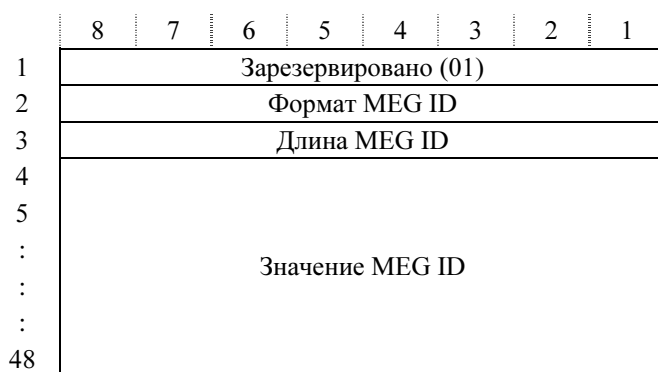 8 7 6 5 4 3 2 1
1 Зарезервировано (01)
2 Формат MEG ID
3 Длина MEG ID
4
5
:
Значение MEG ID
:
:
48